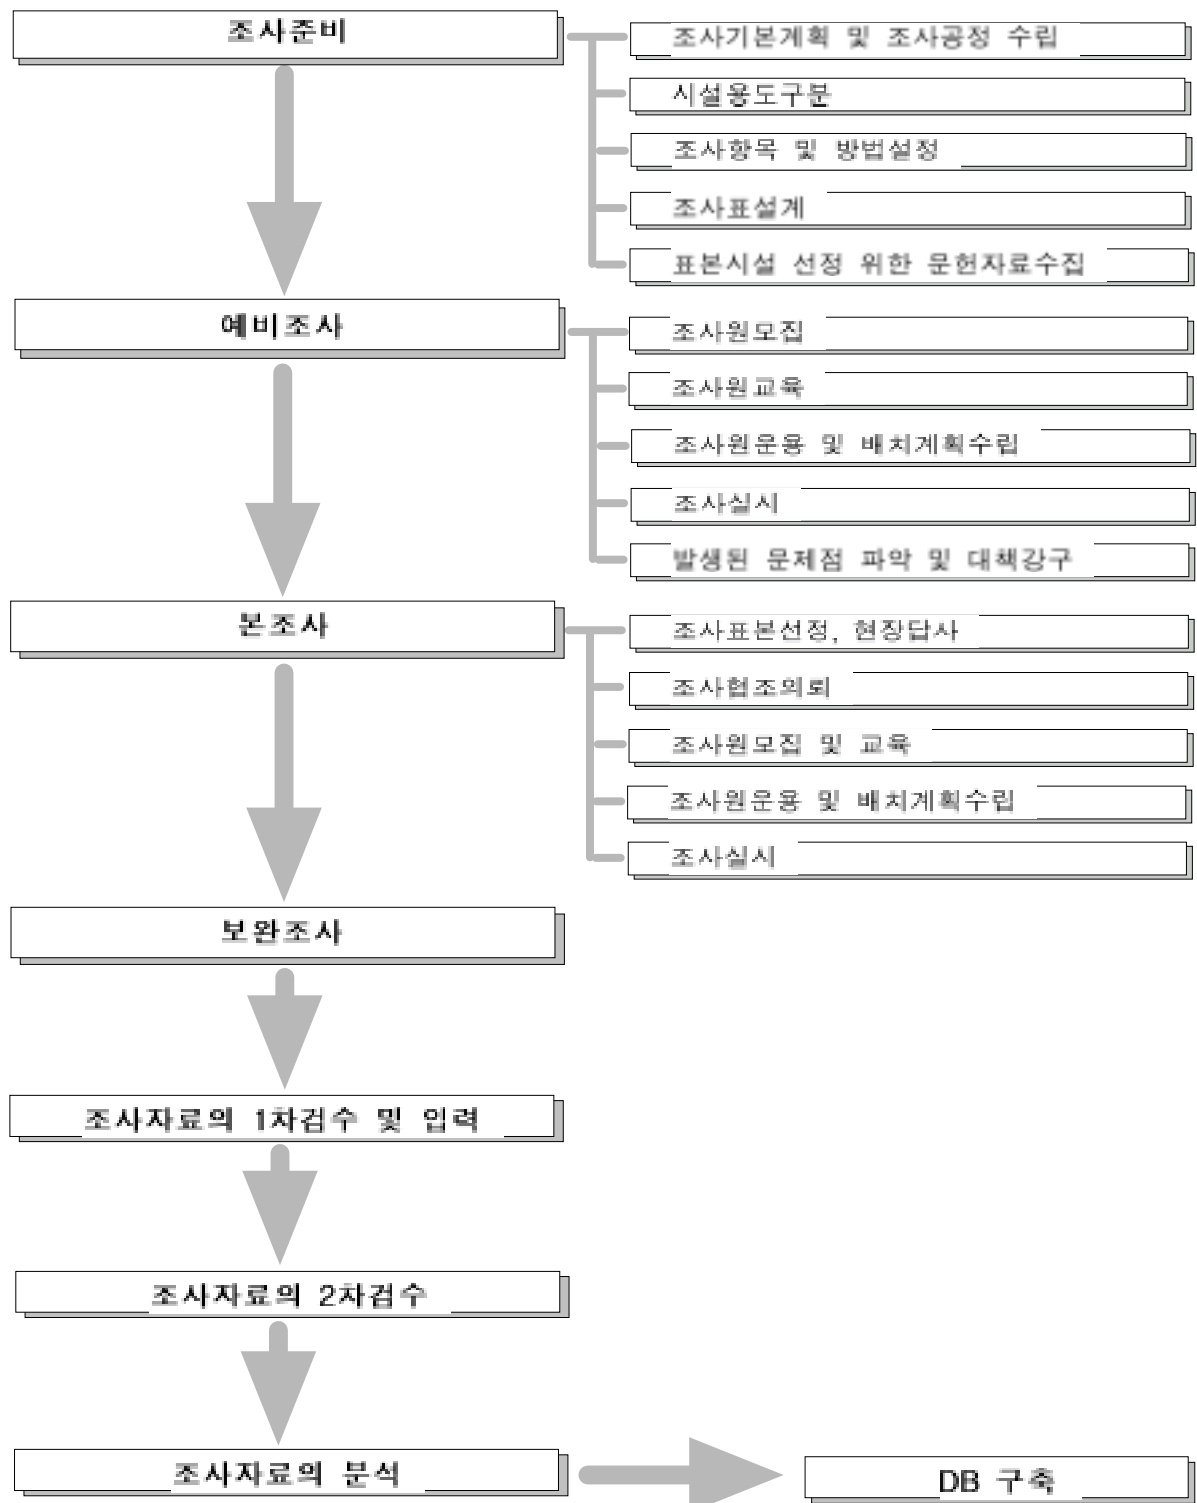 조사준비
조사기본계획 및 조사공정 수립
시설용도구분
조사항목 및 방법설정
조사표설계
표본시설 선정 위한 문헌자료수집
예비조사
조사원모집
조사원교육
조사원운용 및 배치계획수립
조사실시
발생된 문제점 파악 및 대책강구
본조사
조사표본선정, 현장답사
조사협조의뢰
조사원모집 및 교육
조사원운용 및 배치계획수립
조사실시
보완조사
조사자료의 1차검수 및 입력
조사자료의 2차검수
조사자료의 분석
DB 구축